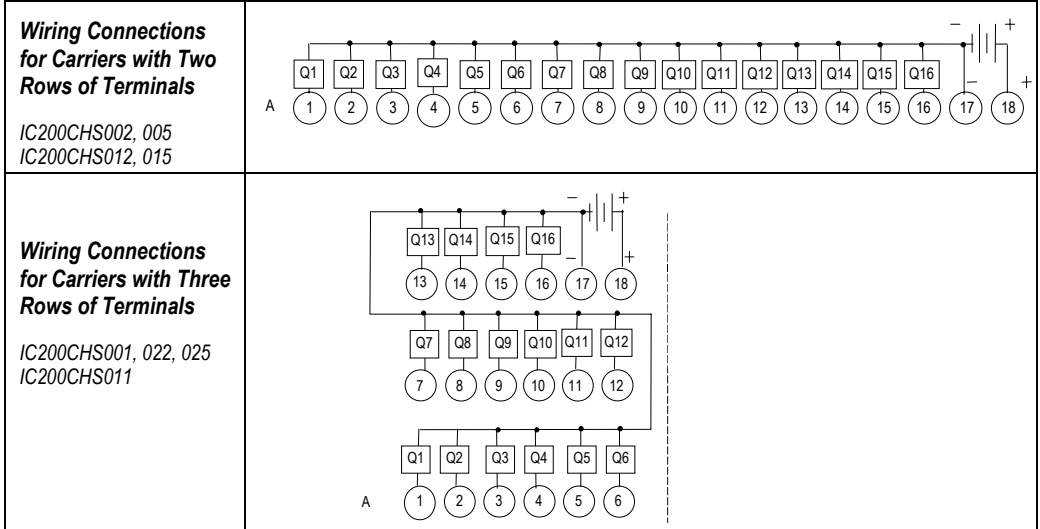 Wiring Connections
for Carriers with Two
Rows of Terminals
IC200CHS002, 005
IC200CHS012, 015
− +
Q1 Q2 Q3 Q4 Q5 Q6 Q7 Q8 Q9 Q10 Q11 Q12 Q13 Q14 Q15 Q16 − +
A 1 2 3 4 5 6 7 8 9 10 11 12 13 14 15 16 17 18
Wiring Connections
for Carriers with Three
Rows of Terminals
IC200CHS001, 022, 025
IC200CHS011
− +
Q13 Q14 Q15 Q16 − +
13 14 15 16 17 18
Q7 Q8 Q9 Q10 Q11 Q12
7 8 9 10 11 12
Q1 Q2 Q3 Q4 Q5 Q6
A 1 2 3 4 5 6